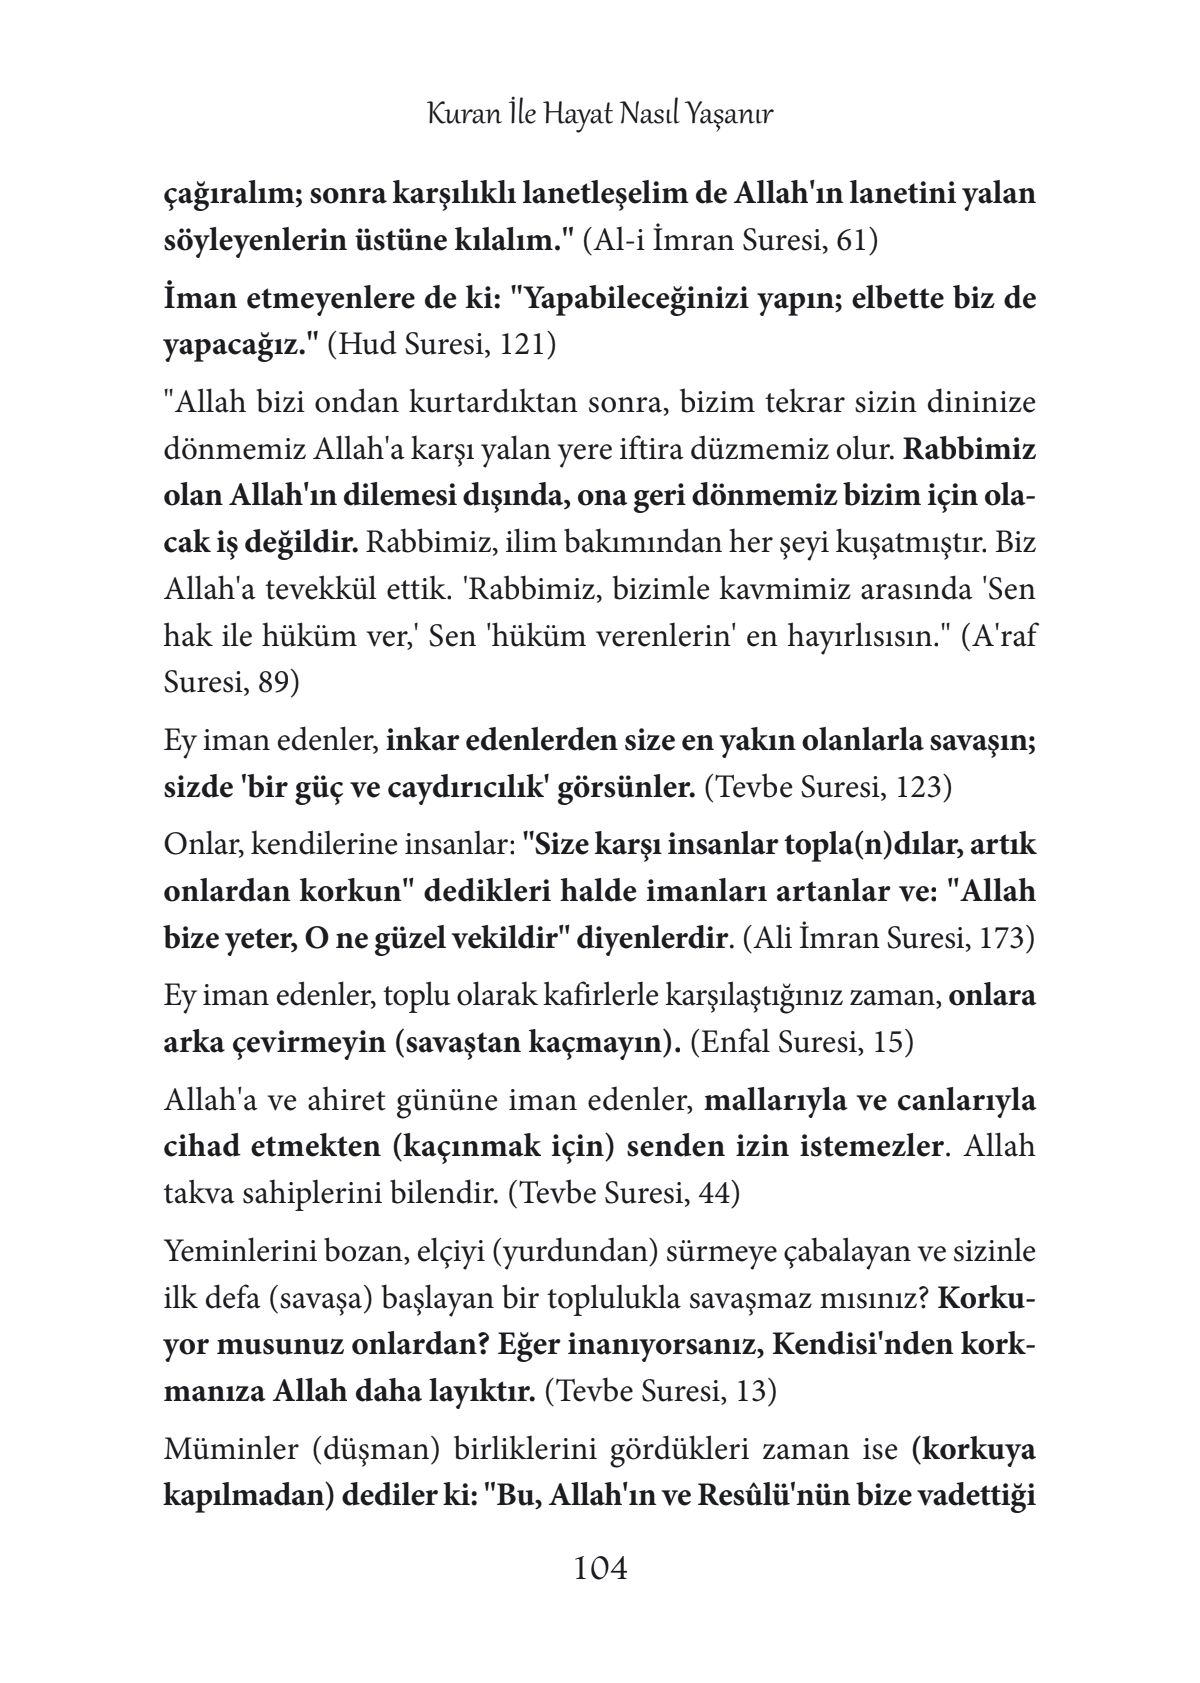 Kuran İle Hayat Nasıl Yaşanır
çağıralım; sonra karşılıklı lanetleşelim de Allah'ın lanetini yalan
söyleyenlerin üstüne kılalım." (Al-i İmran Suresi, 61)
İman etmeyenlere de ki: "Yapabileceğinizi yapın; elbette biz de
yapacağız." (Hud Suresi, 121)
"Allah bizi ondan kurtardıktan sonra, bizim tekrar sizin dininize
dönmemiz Allah'a karşı yalan yere iftira düzmemiz olur. Rabbimiz
olan Allah'ın dilemesi dışında, ona geri dönmemiz bizim için ola-
cak iş değildir. Rabbimiz, ilim bakımından her şeyi kuşatmıştır. Biz
Allah'a tevekkül ettik. 'Rabbimiz, bizimle kavmimiz arasında 'Sen
hak ile hüküm ver,' Sen 'hüküm verenlerin' en hayırlısısın." (A'raf
Suresi, 89)
Ey iman edenler, inkar edenlerden size en yakın olanlarla savaşın;
sizde 'bir güç ve caydırıcılık' görsünler. (Tevbe Suresi, 123)
Onlar, kendilerine insanlar: "Size karşı insanlar topla(n)dılar, artık
onlardan korkun" dedikleri halde imanları artanlar ve: "Allah
bize yeter, O ne güzel vekildir" diyenlerdir. (Ali İmran Suresi, 173)
Ey iman edenler, toplu olarak kafirlerle karşılaştığınız zaman, onlara
arka çevirmeyin (savaştan kaçmayın). (Enfal Suresi, 15)
Allah'a ve ahiret gününe iman edenler, mallarıyla ve canlarıyla
cihad etmekten (kaçınmak için) senden izin istemezler. Allah
takva sahiplerini bilendir. (Tevbe Suresi, 44)
Yeminlerini bozan, elçiyi (yurdundan) sürmeye çabalayan ve sizinle
ilk defa (savaşa) başlayan bir toplulukla savaşmaz mısınız? Korku-
yor musunuz onlardan? Eğer inanıyorsanız, Kendisi'nden kork-
manıza Allah daha layıktır. (Tevbe Suresi, 13)
Müminler (düşman) birliklerini gördükleri zaman ise (korkuya
kapılmadan) dediler ki: "Bu, Allah'ın ve Resûlü'nün bize vadettiği
104